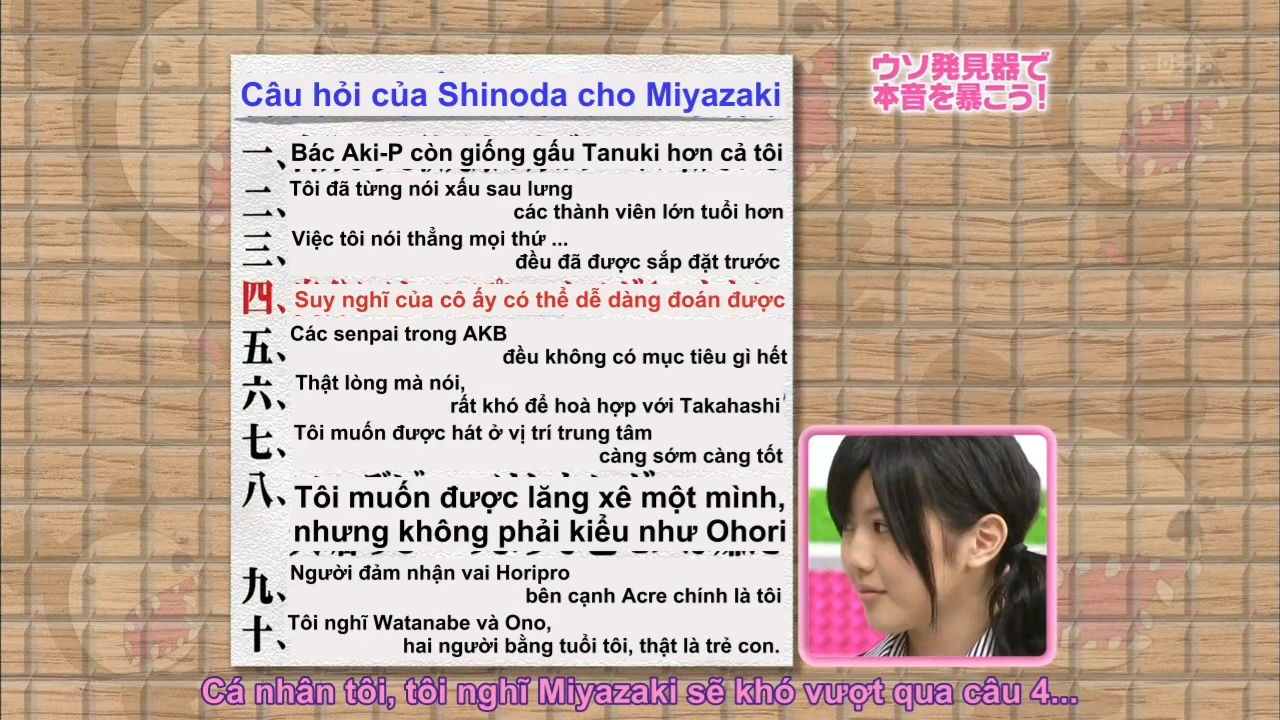 ウソ発見器で
本音を暴こう!
Câu hỏi của Shinoda cho Miyazaki
一、Bác Aki-P còn giống gấu Tanuki hơn cả tôi
二、Tôi đã từng nói xấu sau lưng
các thành viên lớn tuổi hơn
三、Việc tôi nói thẳng mọi thứ ...
đều đã được sắp đặt trước
四、Suy nghĩ của cô ấy có thể dễ dàng đoán được
五、Các senpai trong AKB
đều không có mục tiêu gì hết
六、Thật lòng mà nói,
rất khó để hoà hợp với Takahashi
七、Tôi muốn được hát ở vị trí trung tâm
càng sớm càng tốt
八、Tôi muốn được lăng xê một mình,
nhưng không phải kiểu như Ohori
九、Người đảm nhận vai Horipro
bên cạnh Acre chính là tôi
十、Tôi nghĩ Watanabe và Ono,
hai người bằng tuổi tôi, thật là trẻ con.
Cá nhân tôi, tôi nghĩ Miyazaki sẽ khó vượt qua câu 4...